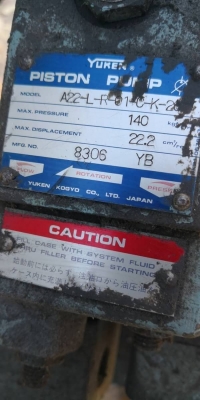 YUKEN
PISTON PUMP
MODEL A22-L-R-01-C-K-
MAX. PRESSURE 140
MAX. DISPLACEMENT 22.2
MFG. NO. 8306 YB
ROTATION
YUKEN KOGYO CO., LTD. JAPAN
CAUTION
CASE WITH SYSTEM FLUID
FILLER BEFORE STARTING